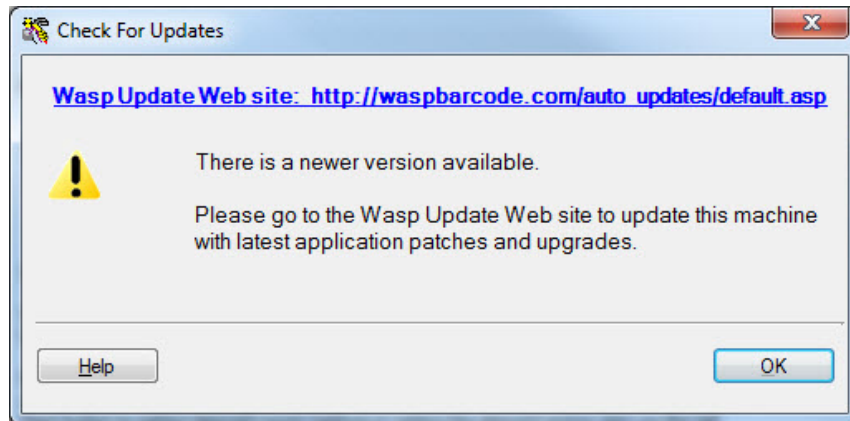 Check For Updates
Wasp Update Web site: http://waspbarcode.com/auto_updates/default.asp
There is a newer version available.
Please go to the Wasp Update Web site to update this machine
with latest application patches and upgrades.
Help
OK